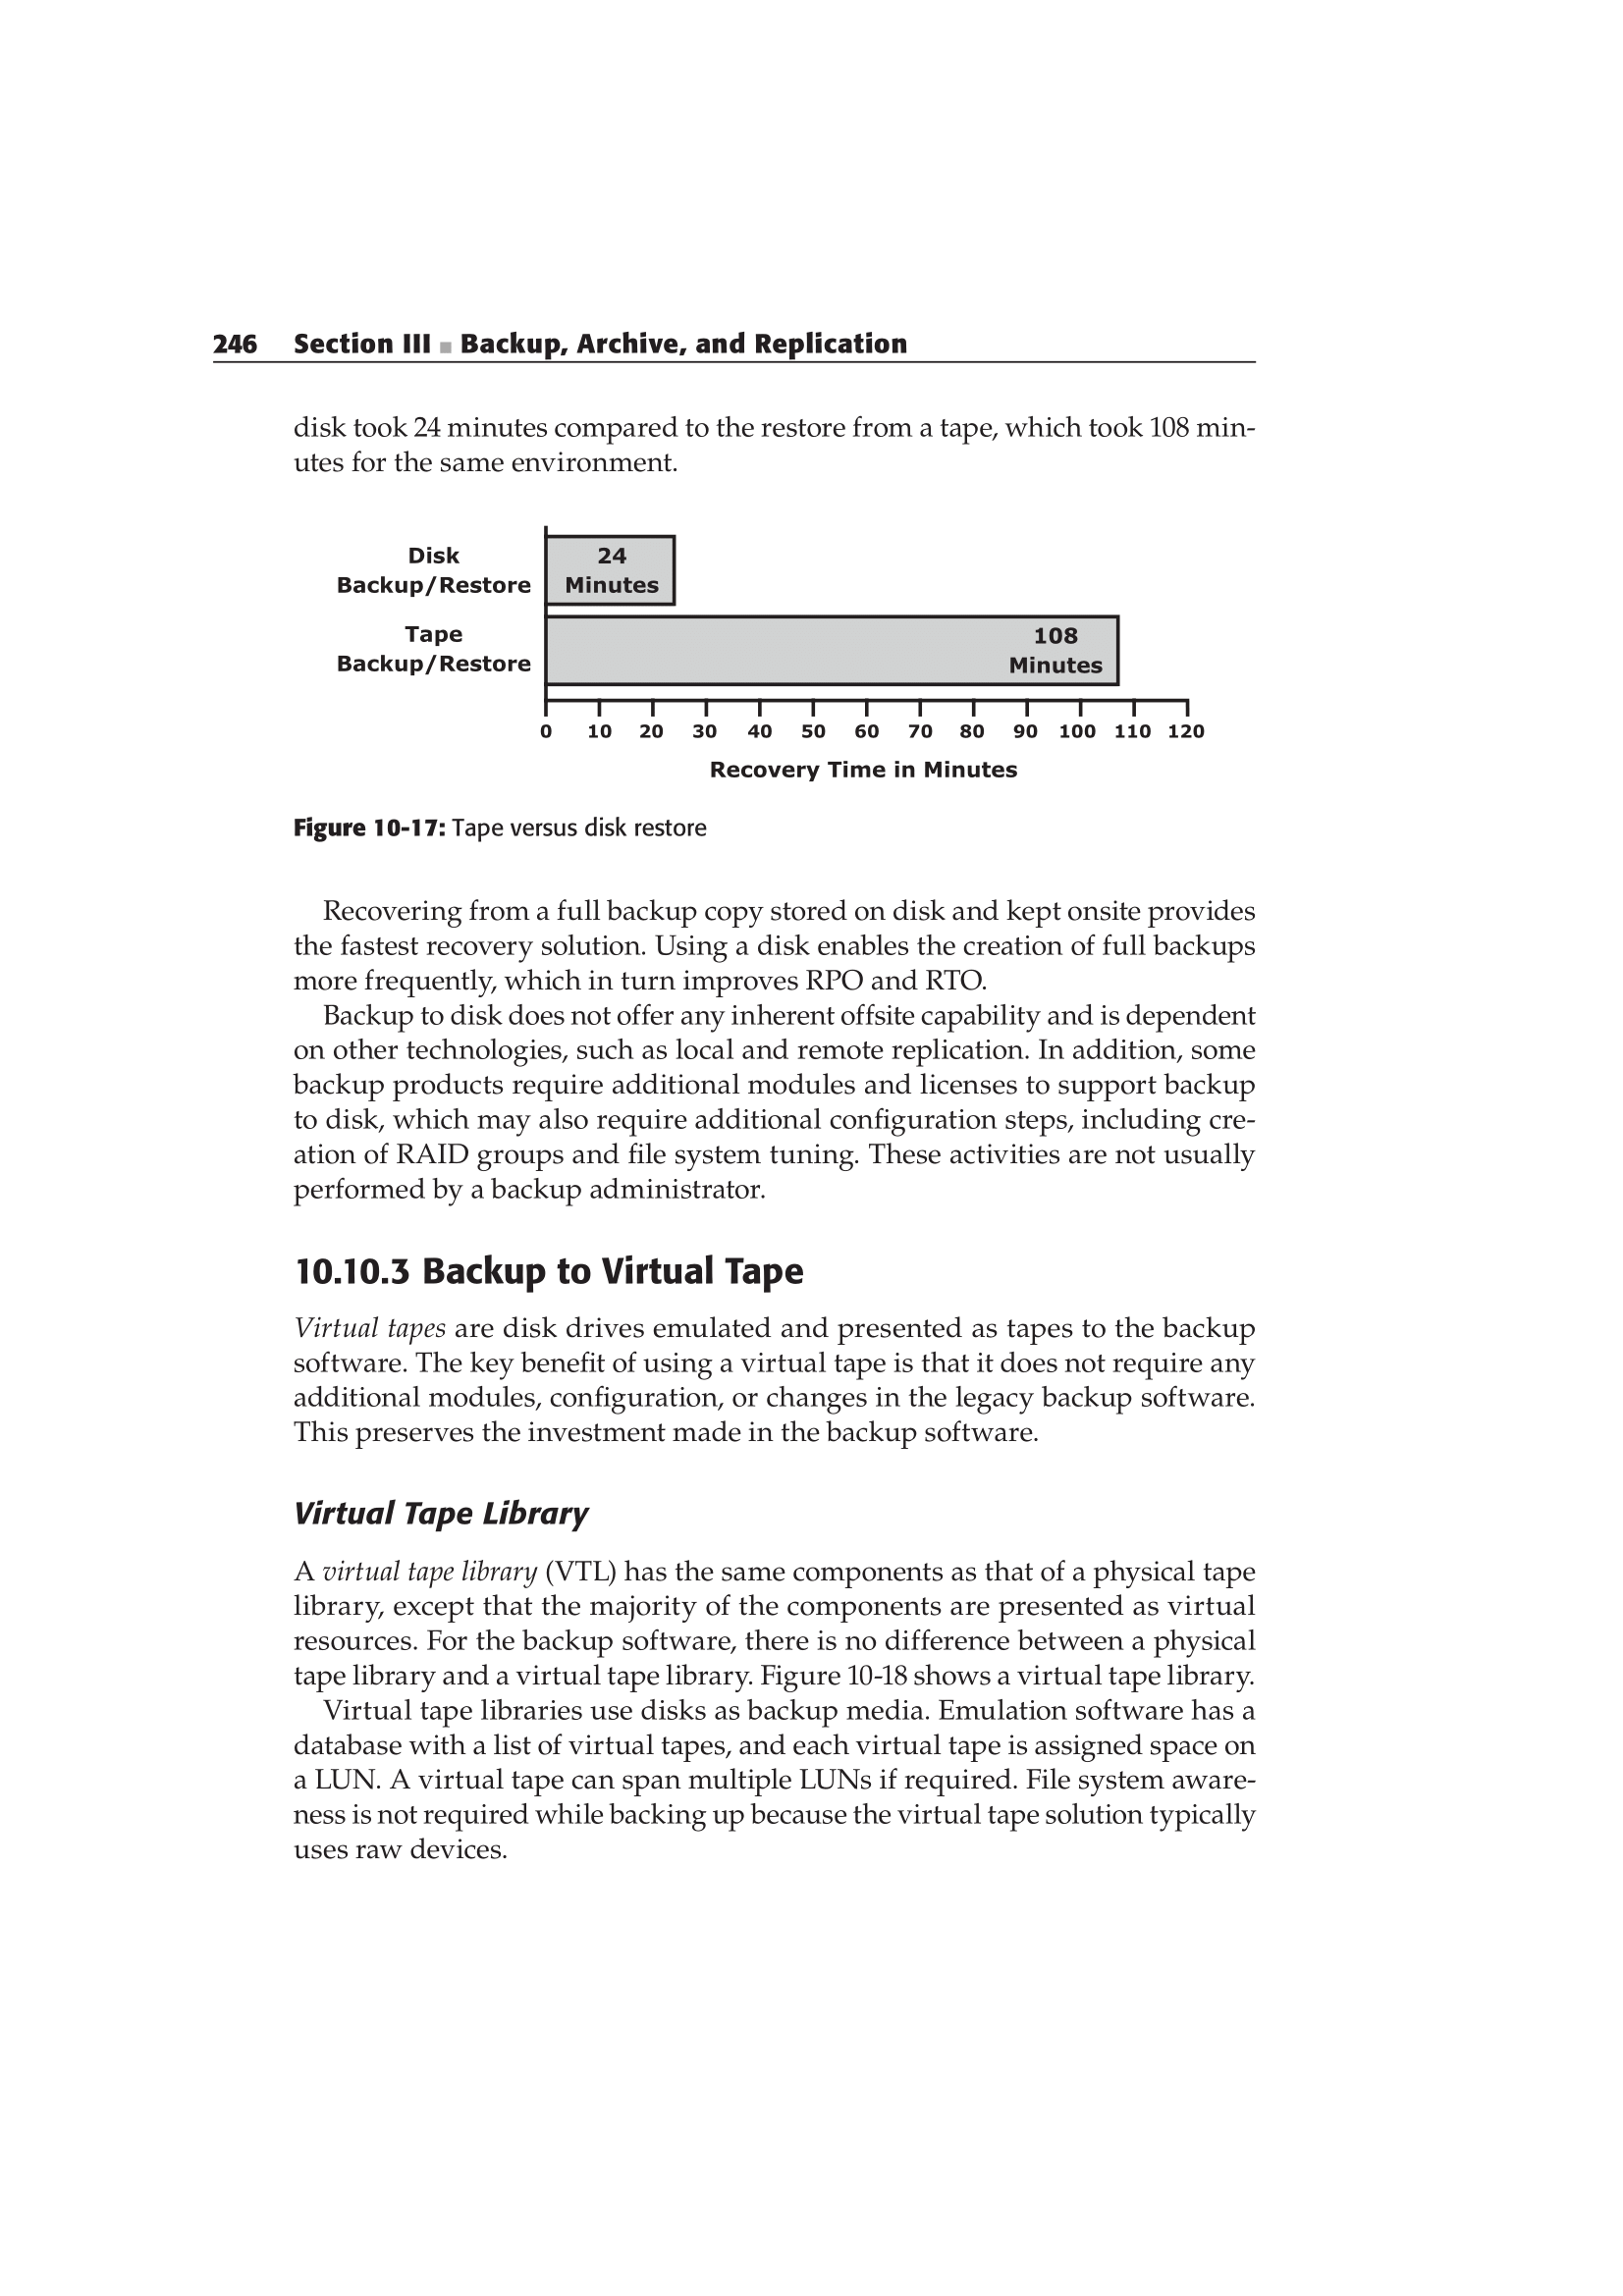 246 Section III ■ Backup, Archive, and Replication
disk took 24 minutes compared to the restore from a tape, which took 108 min-
utes for the same environment.
Disk
Backup/Restore
24
Minutes
Tape
Backup/Restore
108
Minutes
0 10 20 30 40 50 60 70 80 90 100 110 120
Recovery Time in Minutes
Figure 10-17: Tape versus disk restore
Recovering from a full backup copy stored on disk and kept onsite provides
the fastest recovery solution. Using a disk enables the creation of full backups
more frequently, which in turn improves RPO and RTO.
Backup to disk does not offer any inherent offsite capability and is dependent
on other technologies, such as local and remote replication. In addition, some
backup products require additional modules and licenses to support backup
to disk, which may also require additional configuration steps, including cre-
ation of RAID groups and file system tuning. These activities are not usually
performed by a backup administrator.
10.10.3 Backup to Virtual Tape
Virtual tapes are disk drives emulated and presented as tapes to the backup
software. The key benefit of using a virtual tape is that it does not require any
additional modules, configuration, or changes in the legacy backup software.
This preserves the investment made in the backup software.
Virtual Tape Library
A virtual tape library (VTL) has the same components as that of a physical tape
library, except that the majority of the components are presented as virtual
resources. For the backup software, there is no difference between a physical
tape library and a virtual tape library. Figure 10-18 shows a virtual tape library.
Virtual tape libraries use disks as backup media. Emulation software has a
database with a list of virtual tapes, and each virtual tape is assigned space on
a LUN. A virtual tape can span multiple LUNs if required. File system aware-
ness is not required while backing up because the virtual tape solution typically
uses raw devices.